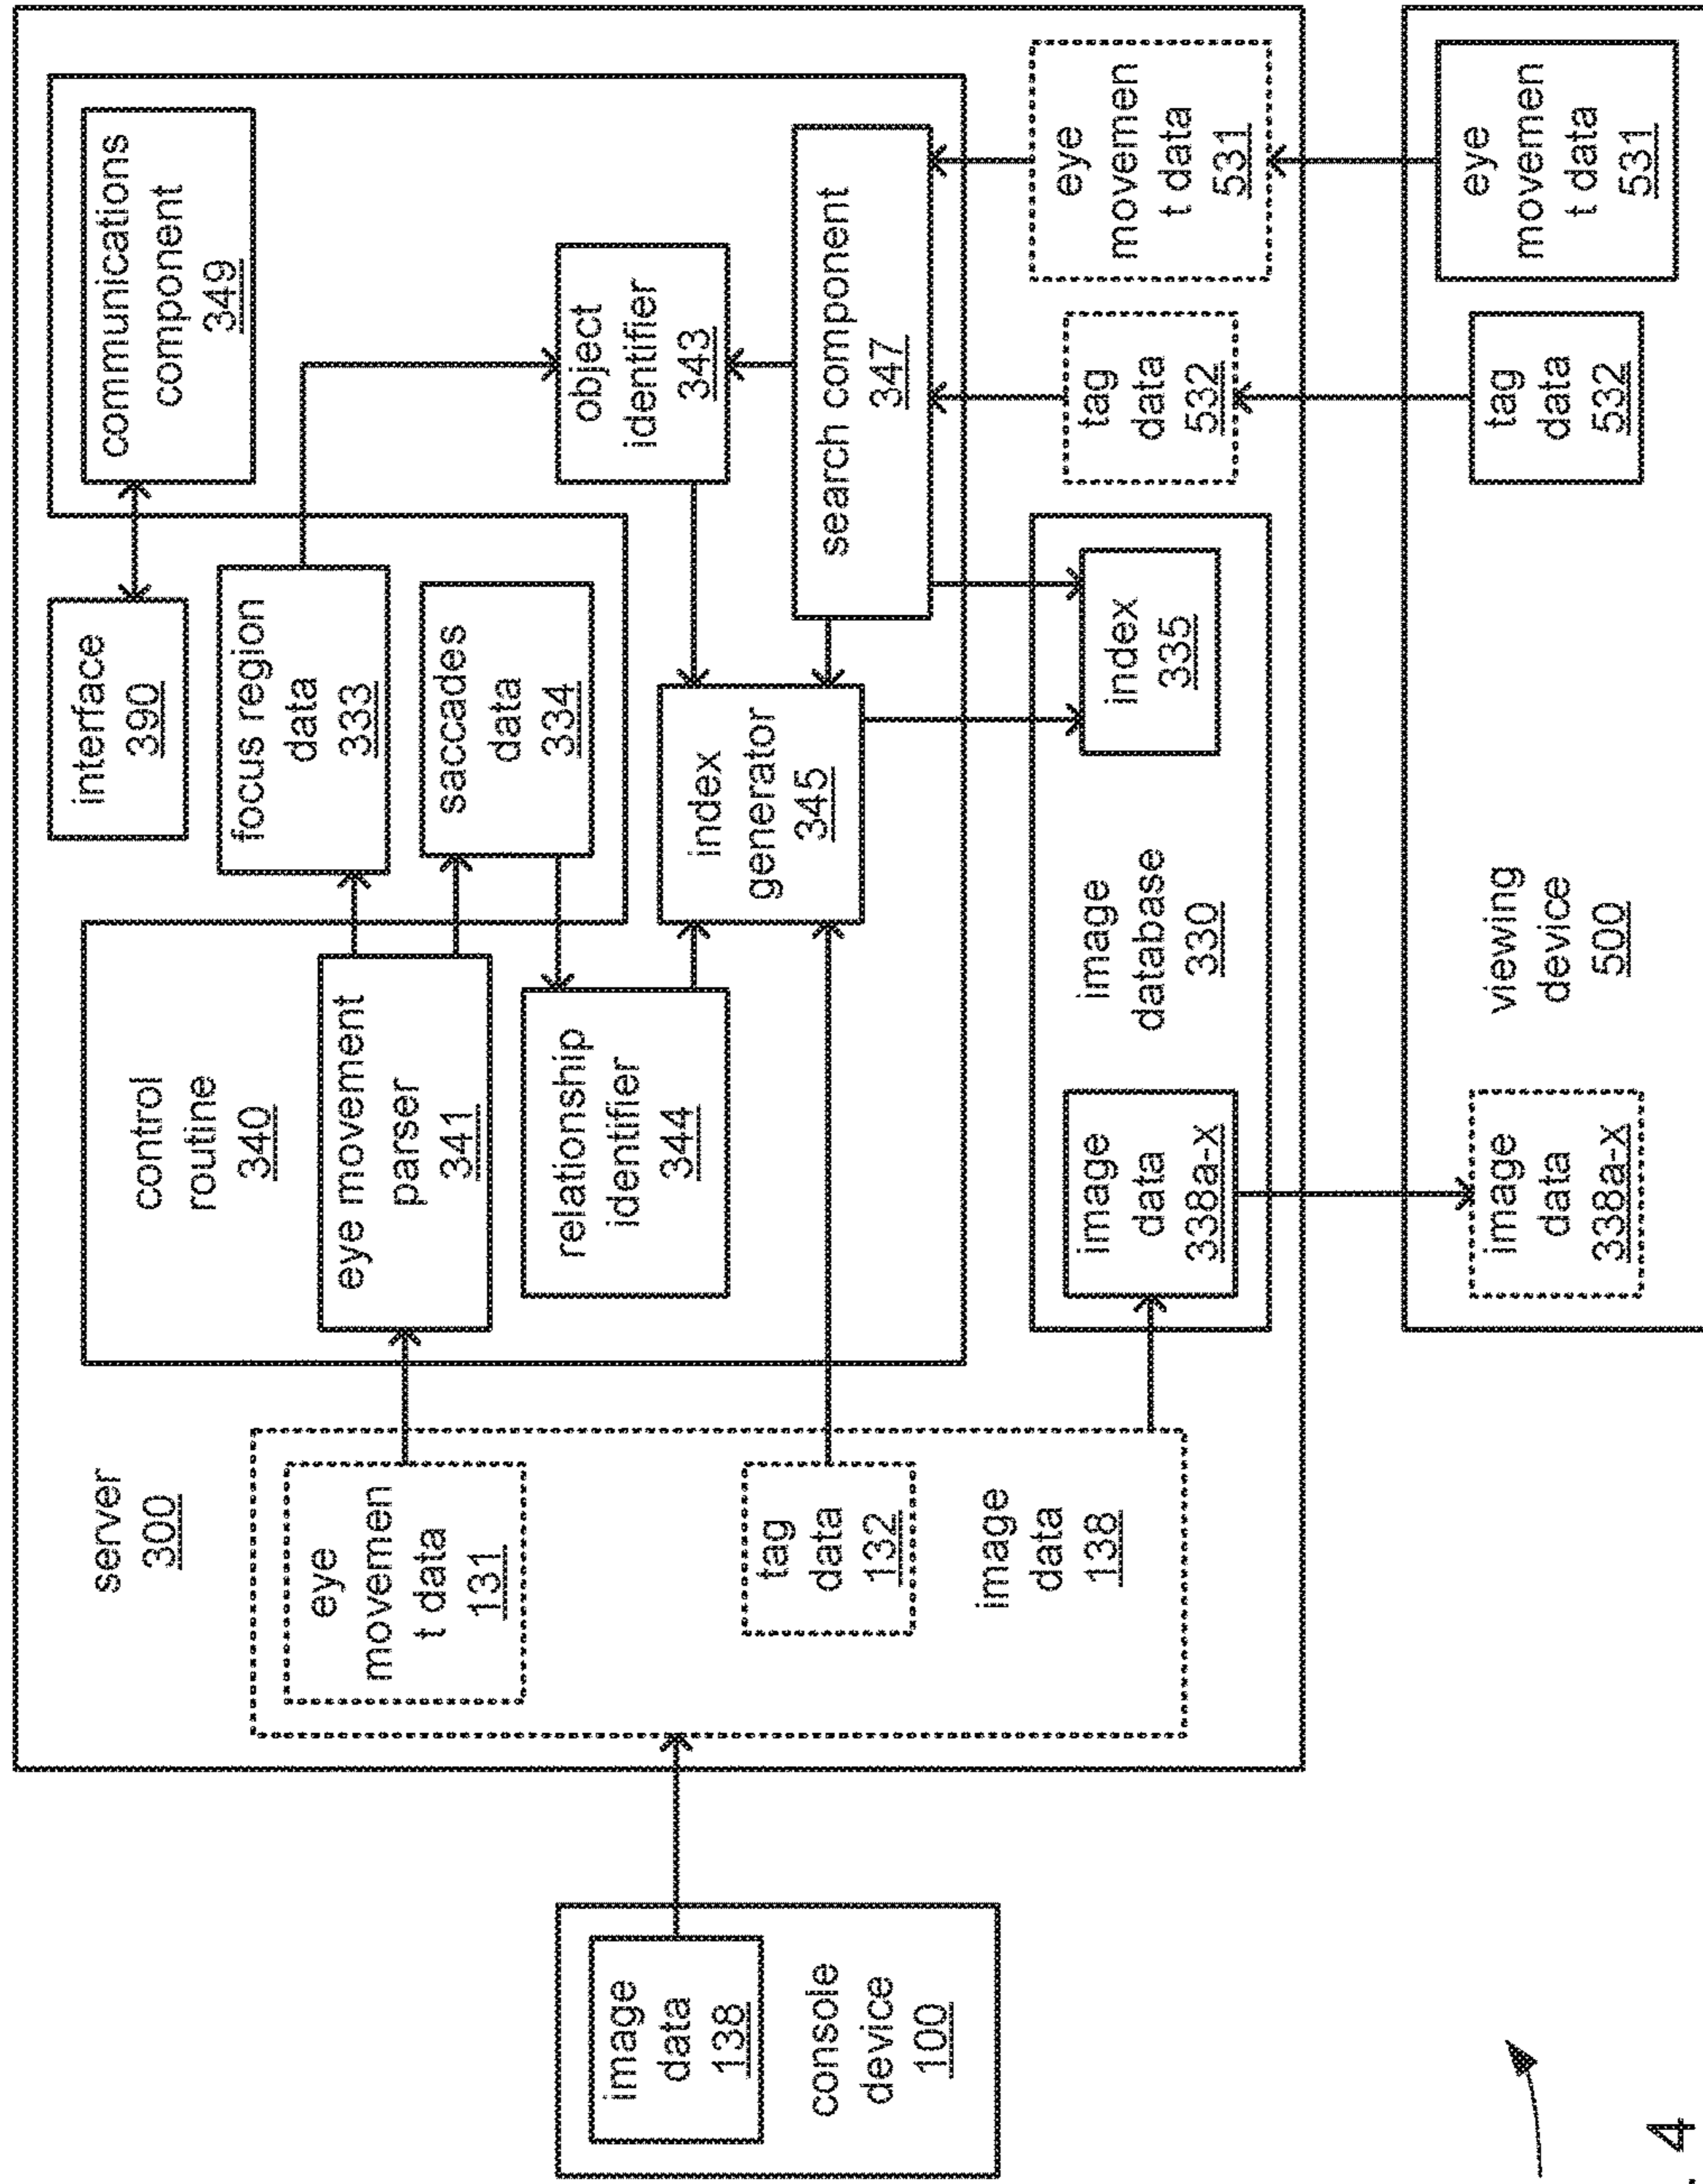 server
300
interface
390
communications
component
349
control
routine
340
focus region
data
333
eye movement
parser
341
saccades
data
334
eye
movemen
t data
131
relationship
identifier
344
object
identifier
343
index
generator
345
search component
347
tag
data
132
image
data
138
image
data
138
console
device
100
image
data
338a-x
image
database
330
index
335
tag
data
532
eye
movemen
t data
531
image
data
338a-x
viewing
device
500
tag
data
532
eye
movemen
t data
531
4